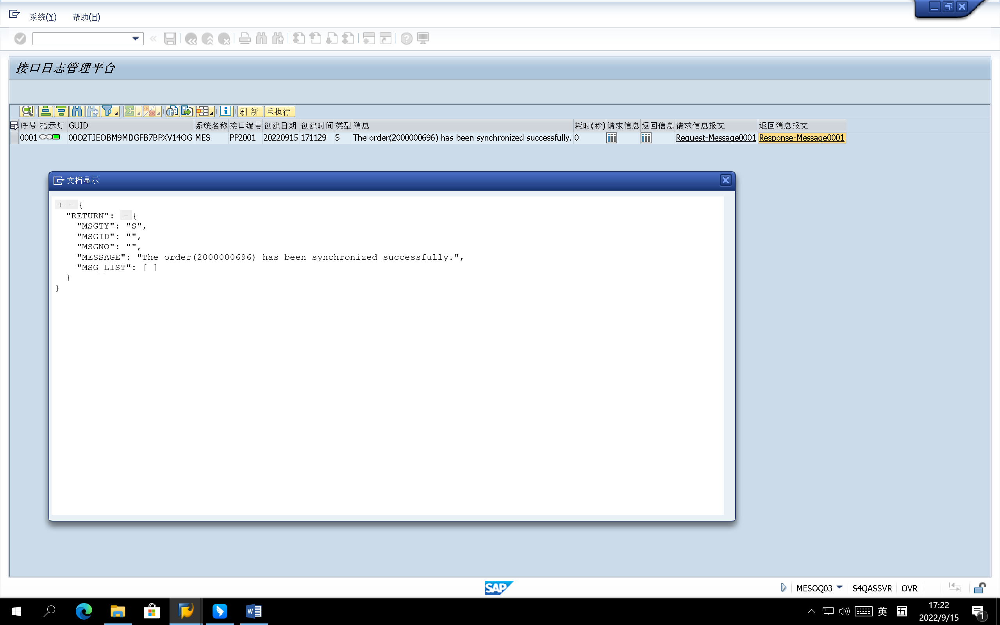 系统(Y) 帮助(H)
接口日志管理平台
刷 新 重执行
序号 指示灯 GUID 系统名称 接口编号 创建日期 创建时间 类型 消息 耗时(秒) 请求信息 返回信息 请求信息报文 返回消息报文
0001 00O2TJEOBM9MDGFB7BPXV14OG MES PP2001 20220915 171129 S The order(2000000696) has been synchronized successfully. 0 Request-Message0001 Response-Message0001
文档显示
+ - {
"RETURN": - {
"MSGTY": "S",
"MSGID": "",
"MSGNO": "",
"MESSAGE": "The order(2000000696) has been synchronized successfully.",
"MSG_LIST": [ ]
}
}
SAP
MESOQ03 S4QASSVR OVR
英 五 17:22
2022/9/15
1